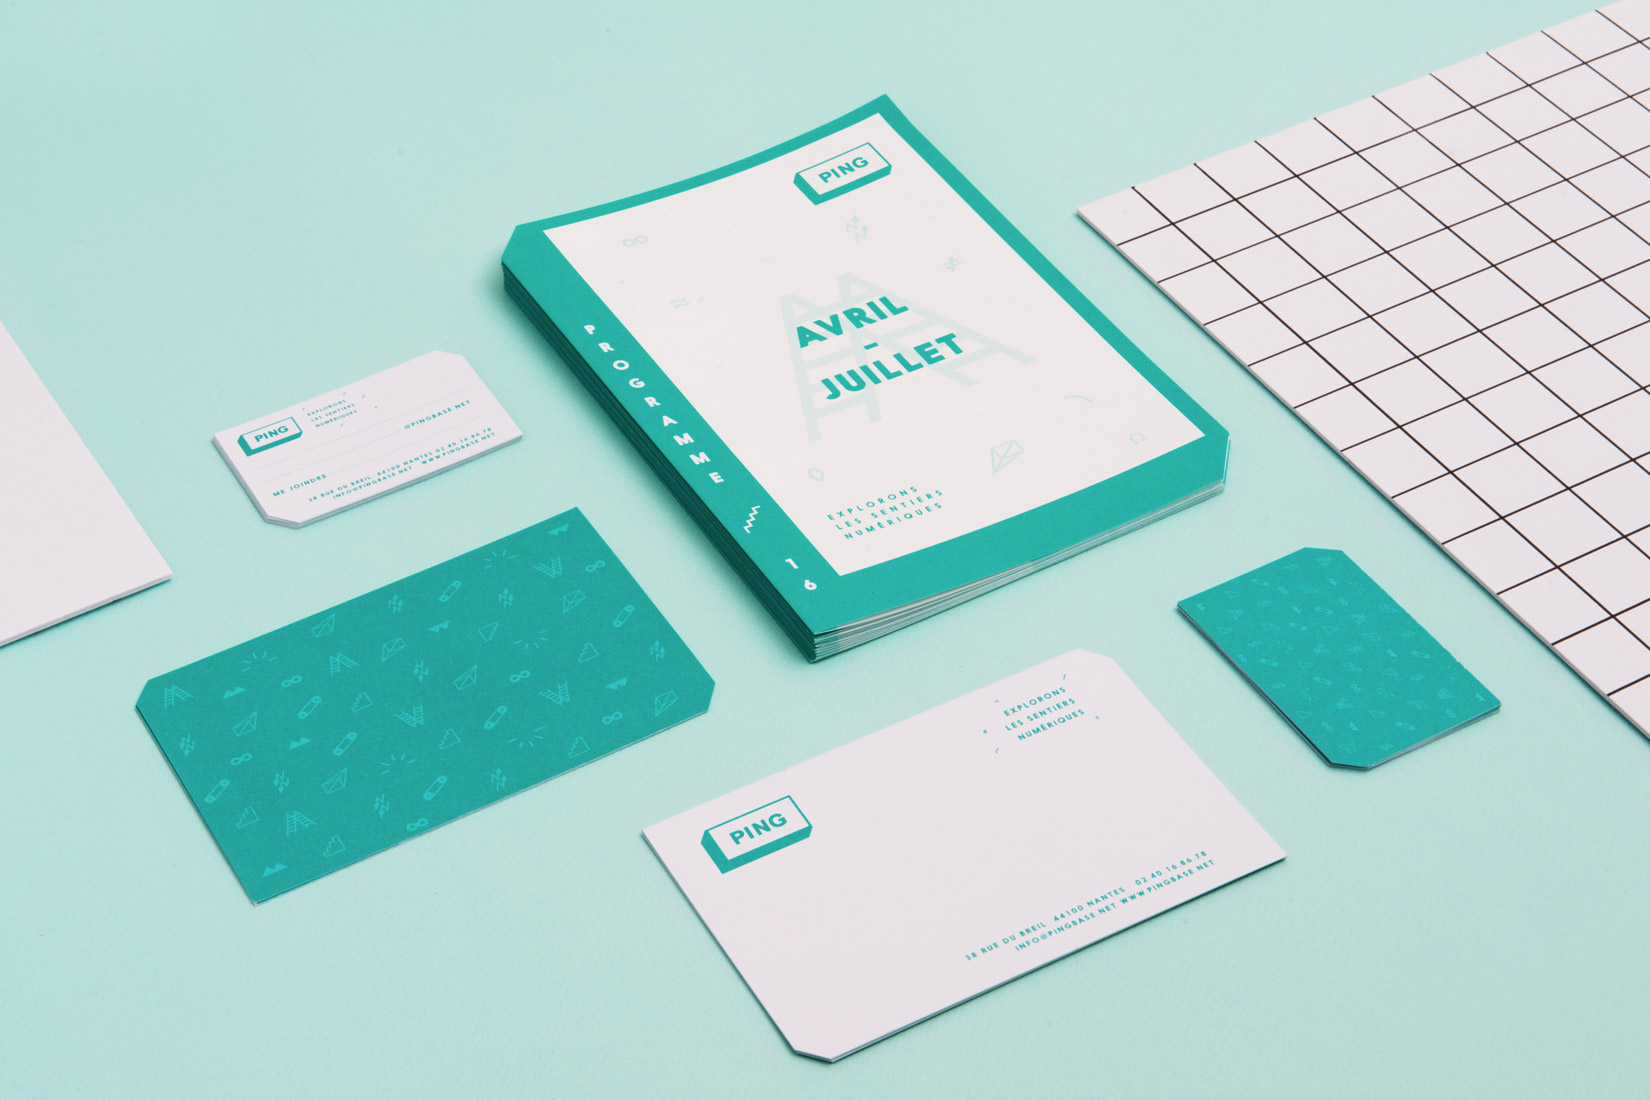 PING
AVRIL
-
JUILLET
EXPLORONS
LES SENTIERS
NUMÉRIQUES
PROGRAMME
16
PING
EXPLORONS
LES SENTIERS
NUMÉRIQUES
@PINGBASE.NET
ME JOINDRE
38 RUE DU BREIL 44100 NANTES 02.40.16.86.78
INFO@PINGBASE.NET WWW.PINGBASE.NET
EXPLORONS
LES SENTIERS
NUMÉRIQUES
PING
38 RUE DU BREIL 44100 NANTES 02.40.16.86.78
INFO@PINGBASE.NET WWW.PINGBASE.NET